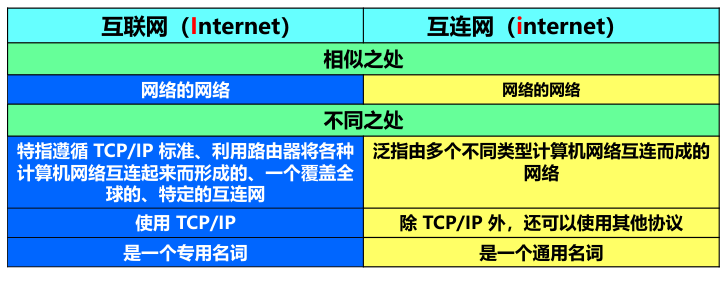 互联网（Internet）
互连网（internet）
相似之处
网络的网络
网络的网络
不同之处
特指遵循 TCP/IP 标准、利用路由器将各种
计算机网络互连起来而形成的、一个覆盖全
球的、特定的互连网
泛指由多个不同类型计算机网络互连而成的
网络
使用 TCP/IP
除 TCP/IP 外，还可以使用其他协议
是一个专用名词
是一个通用名词